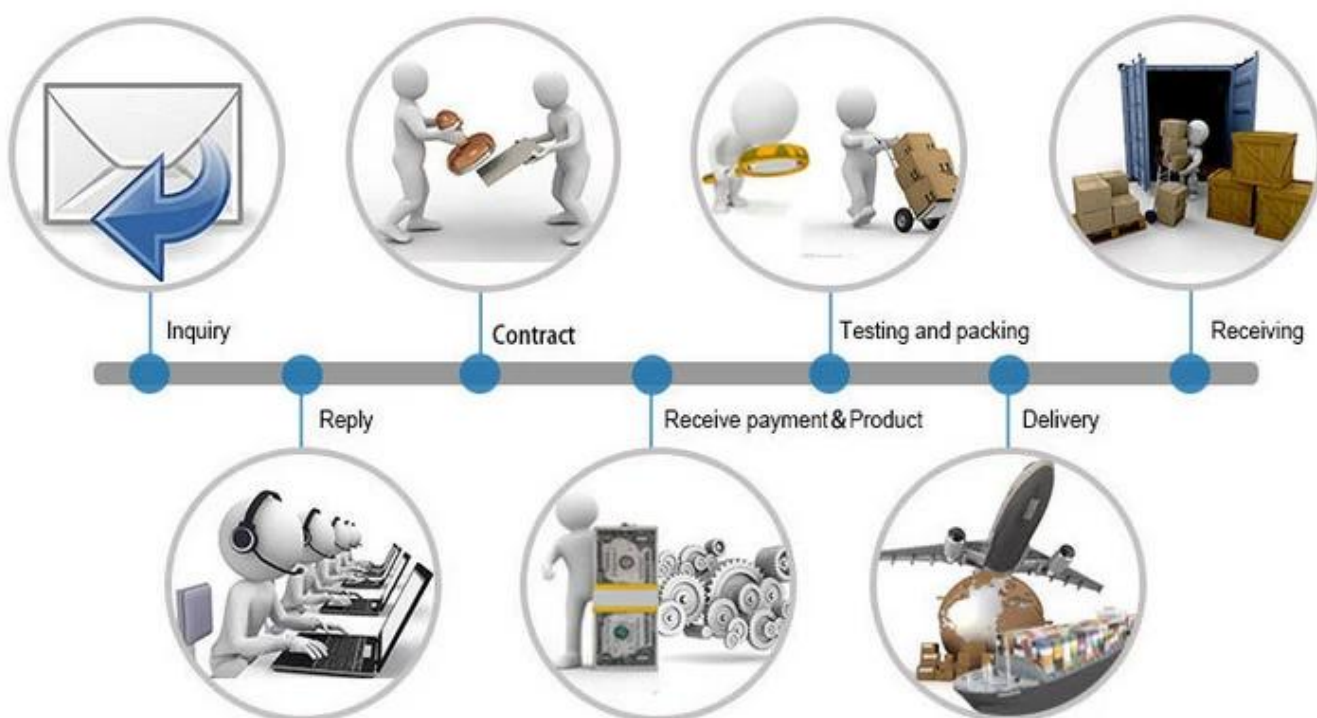 Inquiry
Contract
Testing and packing
Receiving
Reply
Receive payment & Product
Delivery